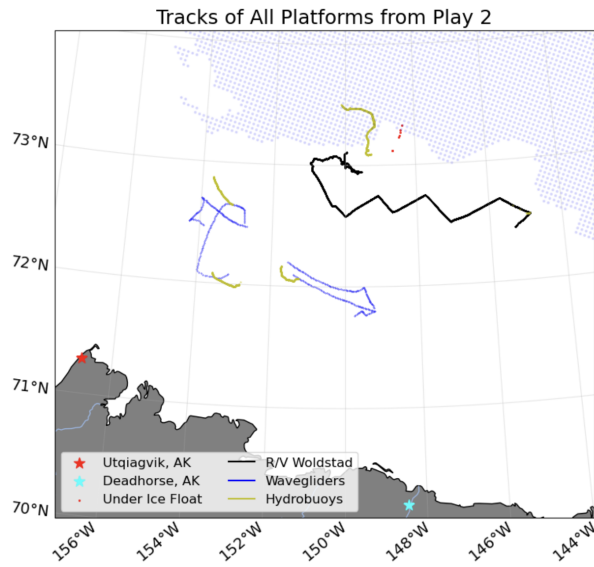 Tracks of All Platforms from Play 2
73°N
72°N
71°N
70°N
Utqiagvik, AK
Deadhorse, AK
Under Ice Float
R/V Woldstad
Wavegliders
Hydrobuoys
156°W
154°W
152°W
150°W
148°W
146°W
144°W